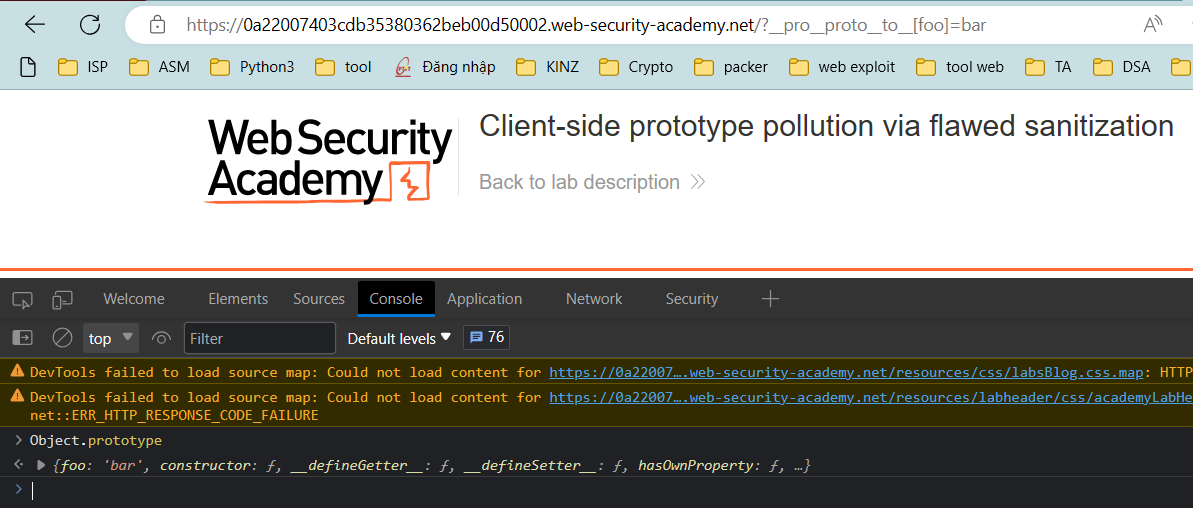 https://0a22007403cdb35380362beb00d50002.web-security-academy.net/?__pro__proto__to__[foo]=bar
ISP ASM Python3 tool Đăng nhập KINZ Crypto packer web exploit tool web TA DSA
Web Security
Academy
Client-side prototype pollution via flawed sanitization
Back to lab description
Welcome Elements Sources Console Application Network Security
top Filter Default levels 76
DevTools failed to load source map: Could not load content for https://0a22007….web-security-academy.net/resources/css/labsBlog.css.map: HTTP
DevTools failed to load source map: Could not load content for https://0a22007….web-security-academy.net/resources/labheader/css/academyLabHe
net::ERR_HTTP_RESPONSE_CODE_FAILURE
Object.prototype
{foo: 'bar', constructor: ƒ, __defineGetter__: ƒ, __defineSetter__: ƒ, hasOwnProperty: ƒ, …}